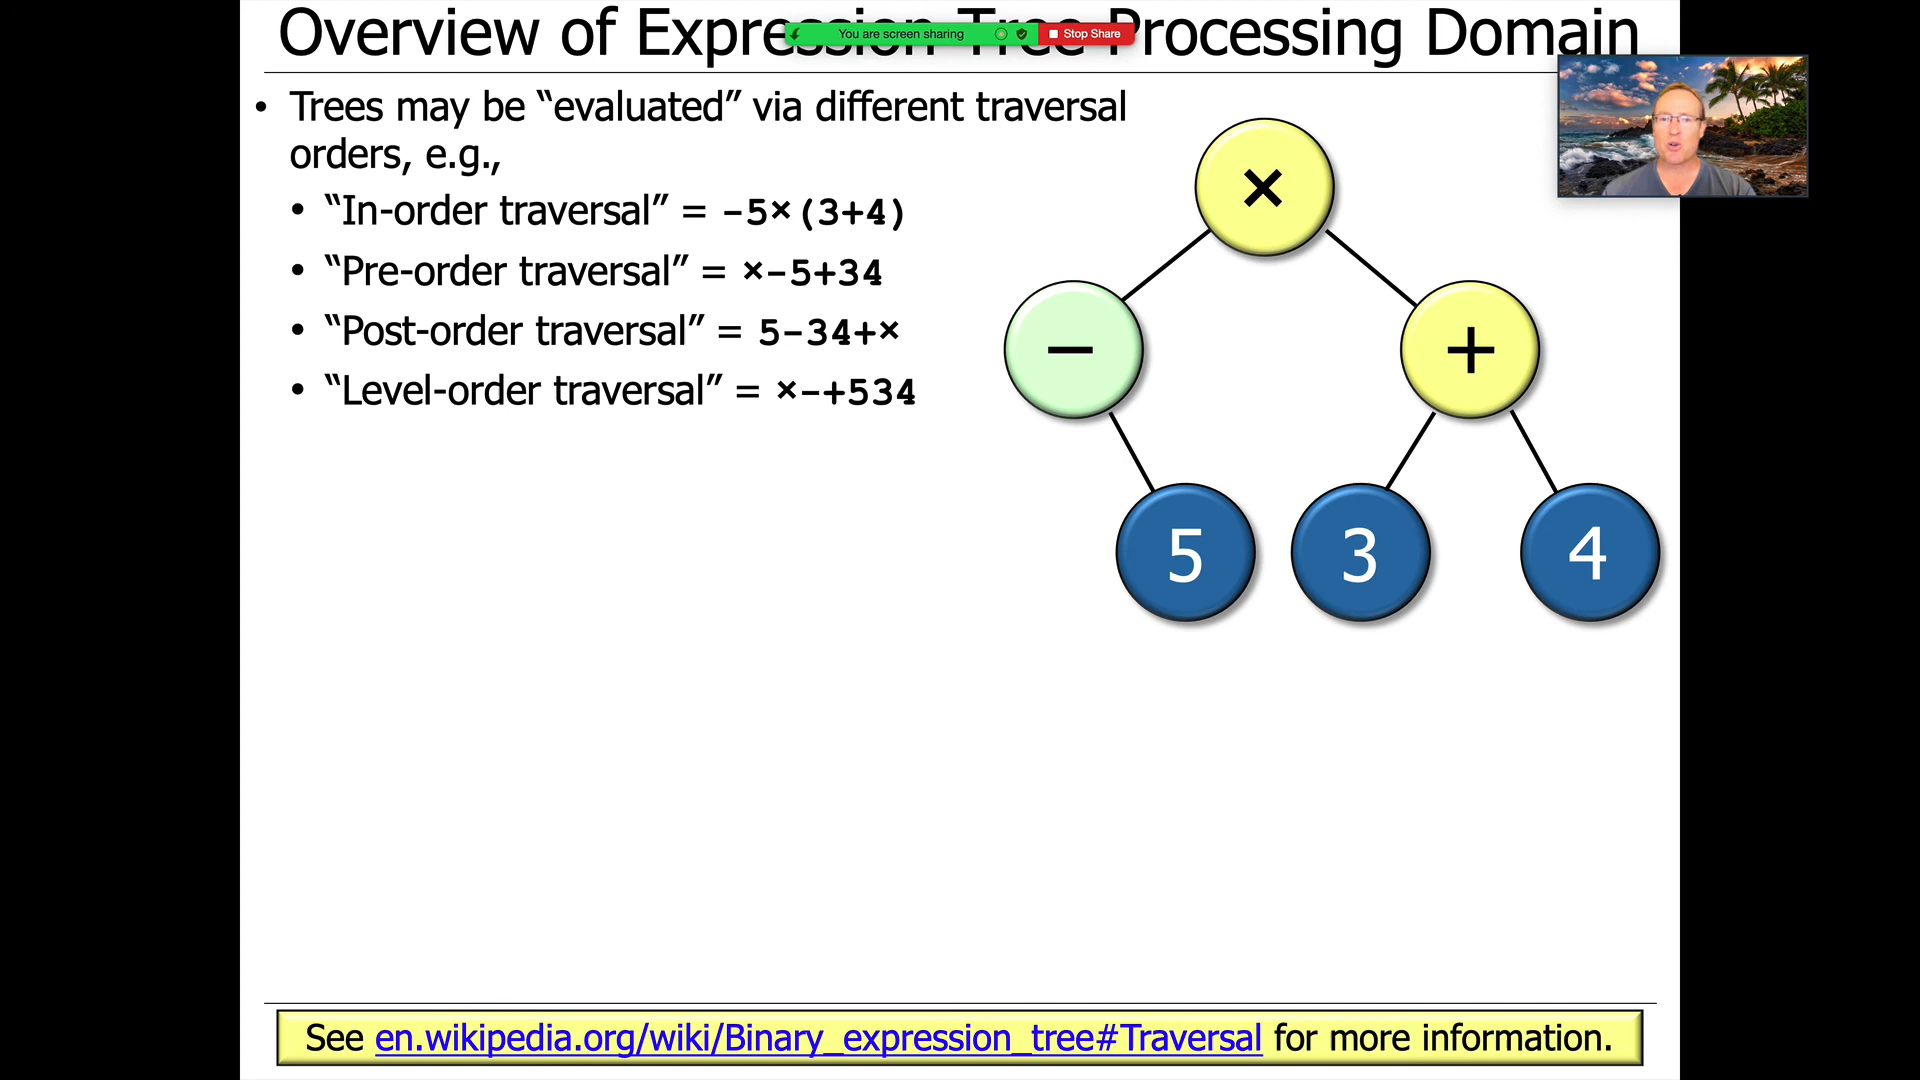 Overview of Expression Tree Processing Domain
You are screen sharing
Stop Share
• Trees may be “evaluated” via different traversal
orders, e.g.,
• “In-order traversal” = -5×(3+4)
• “Pre-order traversal” = ×-5+34
• “Post-order traversal” = 5-34+×
• “Level-order traversal” = ×-+534
×
− +
5 3 4
See en.wikipedia.org/wiki/Binary_expression_tree#Traversal for more information.